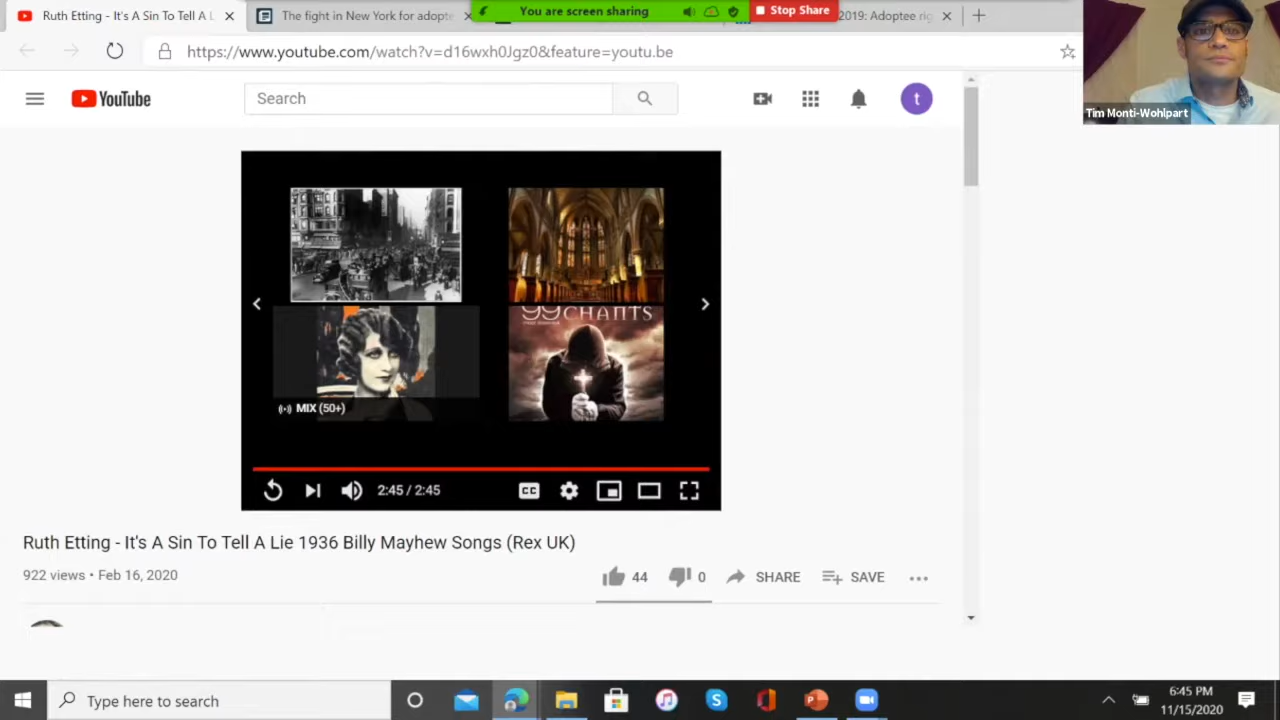 Ruth Etting - It's A Sin To Tell A L
The fight in New York for adopte
You are screen sharing
Stop Share
2019: Adoptee rig
https://www.youtube.com/watch?v=d16wxh0Jgz0&feature=youtu.be
YouTube
Search
t
Tim Monti-Wohlpart
99 CHANTS
MIX (50+)
2:45 / 2:45
CC
Ruth Etting - It's A Sin To Tell A Lie 1936 Billy Mayhew Songs (Rex UK)
922 views • Feb 16, 2020
44
0
SHARE
SAVE
Type here to search
6:45 PM
11/15/2020